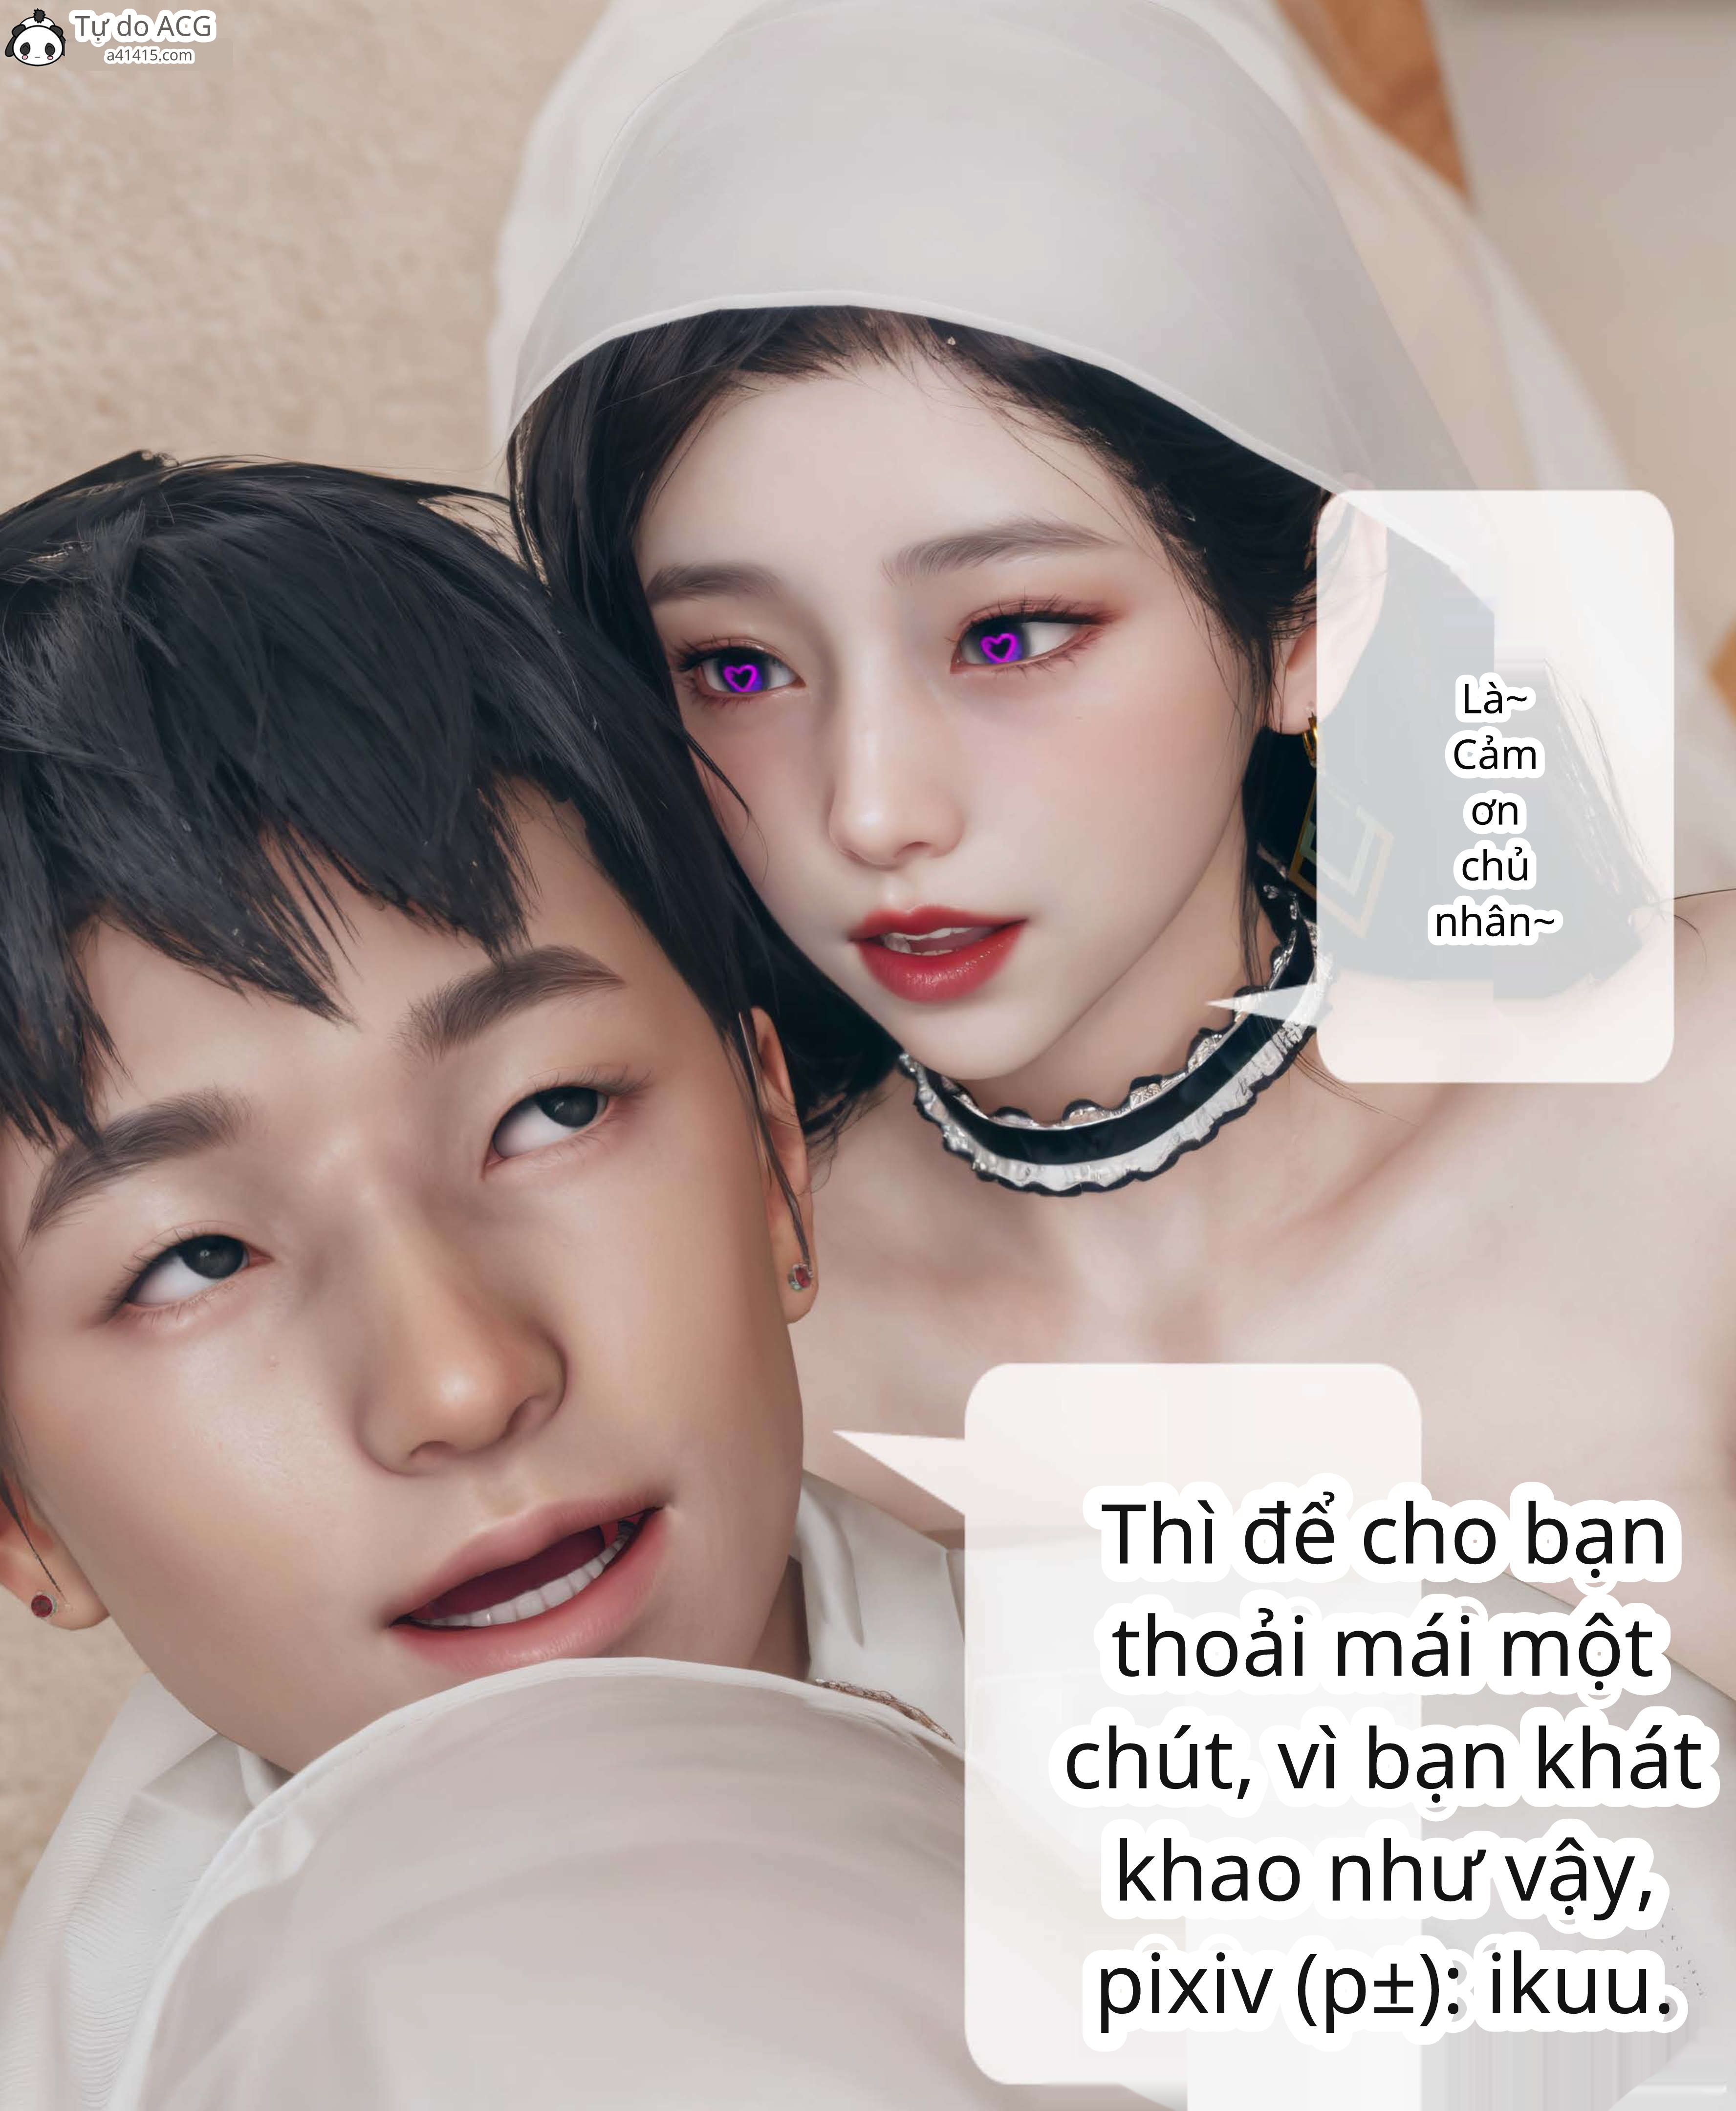 Tự do ACG
a41415.com
Là~
Cảm
ơn
chủ
nhân~
Thì để cho bạn
thoải mái một
chút, vì bạn khát
khao như vậy,
pixiv (p±): ikuu.